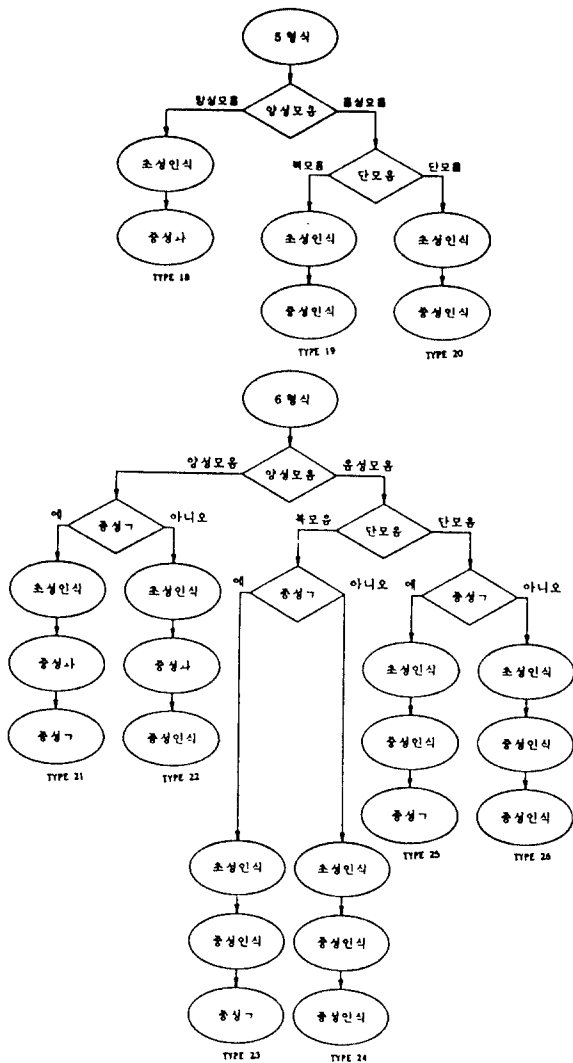 5 형식
양성모음 음성모음
양성모음
복모음 단모음
단모음
초성인식
초성인식 초성인식
중성사
TYPE 18
중성인식 중성인식
TYPE 19 TYPE 20
6 형식
양성모음 음성모음
양성모음
예 아니오
종성ㄱ
복모음 단모음
단모음
예 아니오
종성ㄱ
예 아니오
종성ㄱ
초성인식 초성인식
초성인식 초성인식
중성사 중성사
중성인식 중성인식
종성ㄱ 종성인식
TYPE 21 TYPE 22
종성ㄱ 종성인식
TYPE 25 TYPE 26
초성인식 초성인식
중성인식 중성인식
종성ㄱ 종성인식
TYPE 23 TYPE 24